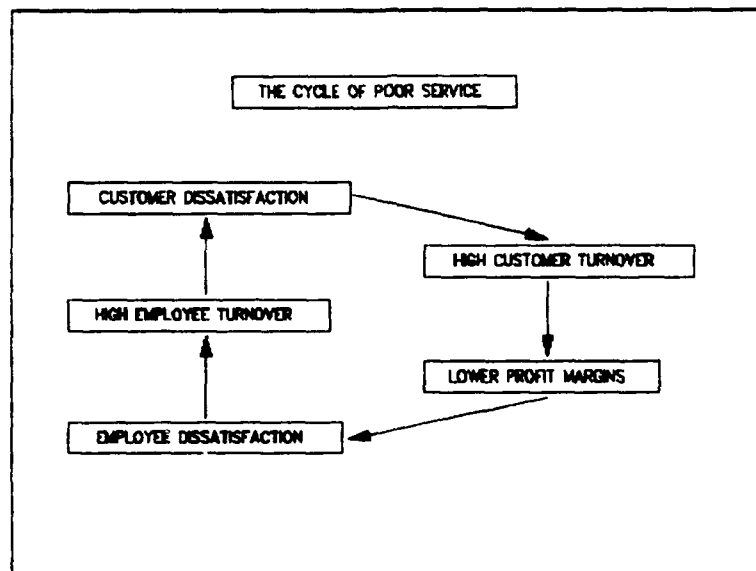 THE CYCLE OF POOR SERVICE
CUSTOMER DISSATISFACTION
HIGH CUSTOMER TURNOVER
HIGH EMPLOYEE TURNOVER
LOWER PROFIT MARGINS
EMPLOYEE DISSATISFACTION